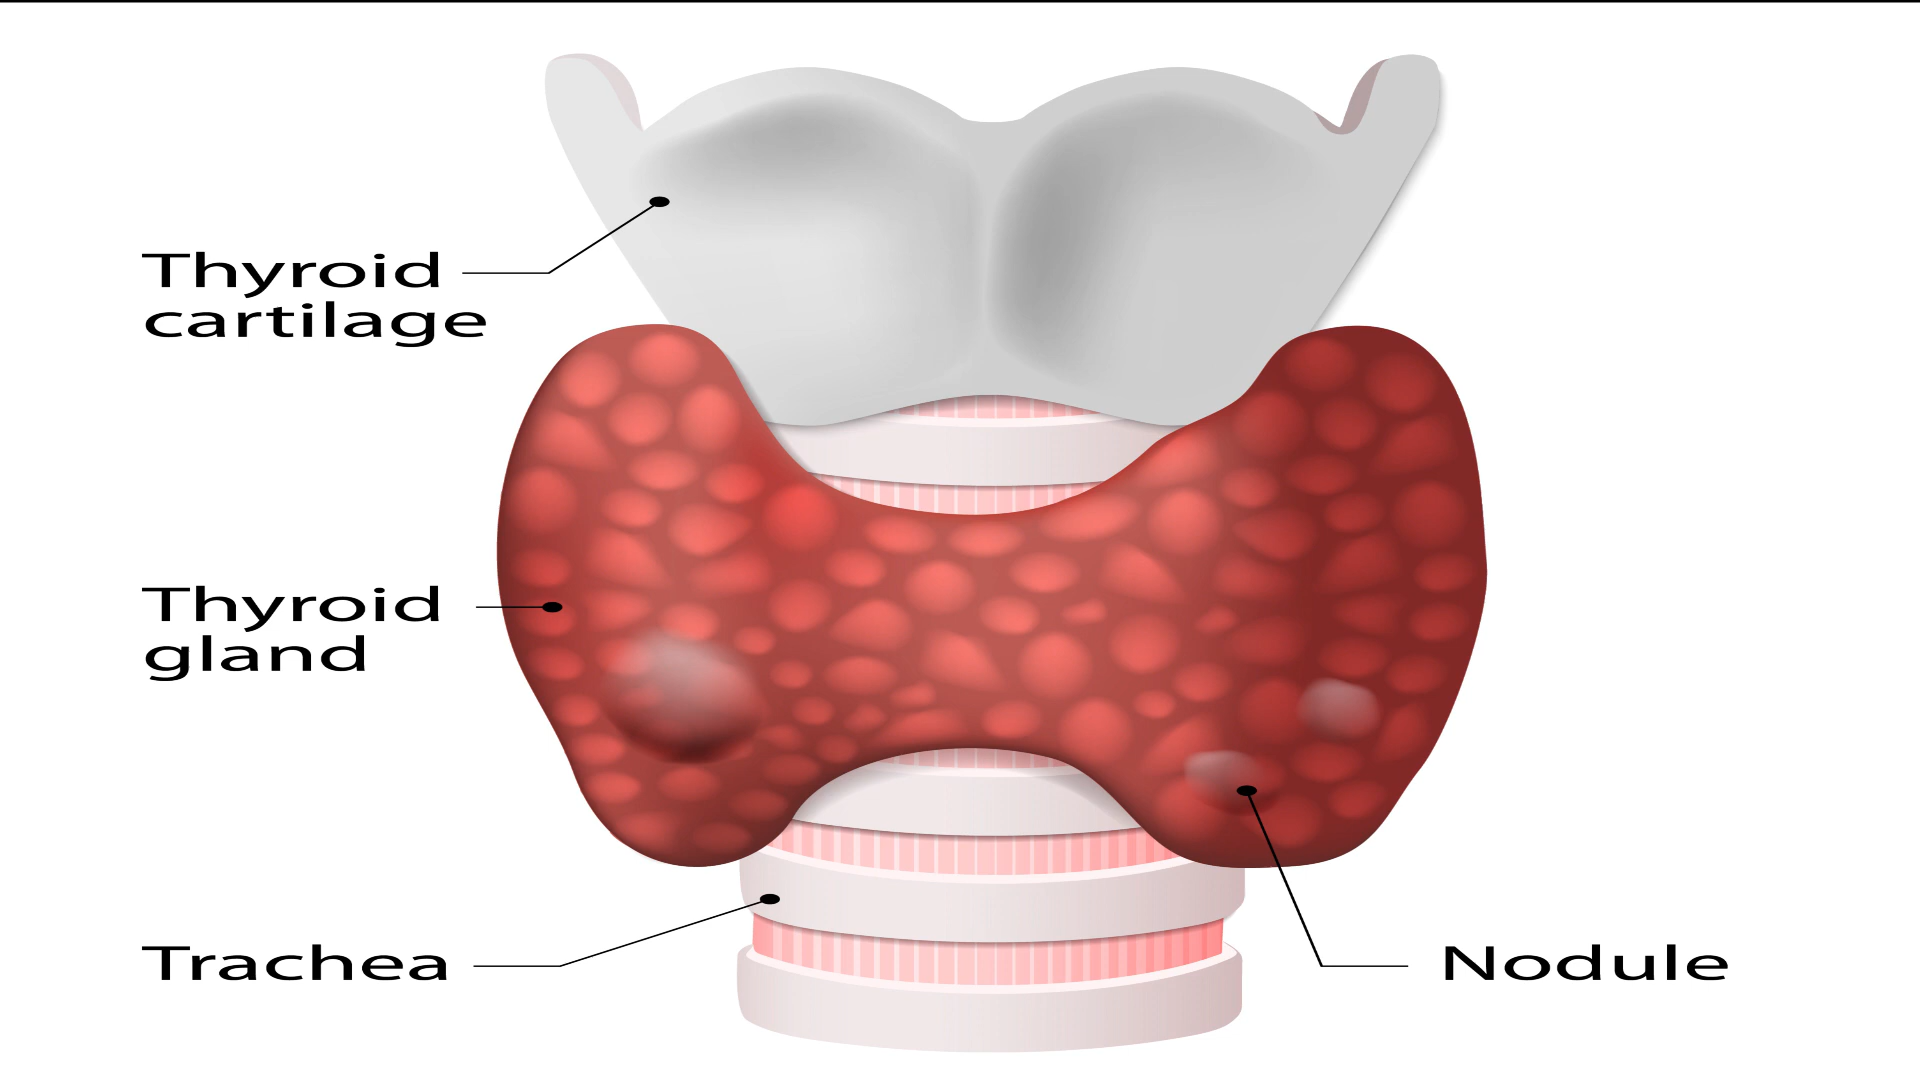 Thyroid
cartilage
Thyroid
gland
Trachea
Nodule